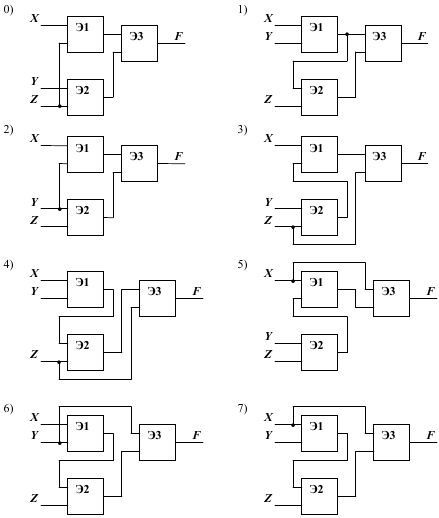 0) 1)
X Э1 Э3 F X Y Э1 Э3 F
Y Z Э2 Z Э2
2) 3)
X Э1 Э3 F X Э1 Э3 F
Y Z Э2 Y Z Э2
4) 5)
X Y Э1 Э3 F X Э1 Э3 F
Z Э2 Y Z Э2
6) 7)
X Y Э1 Э3 F X Y Э1 Э3 F
Z Э2 Z Э2